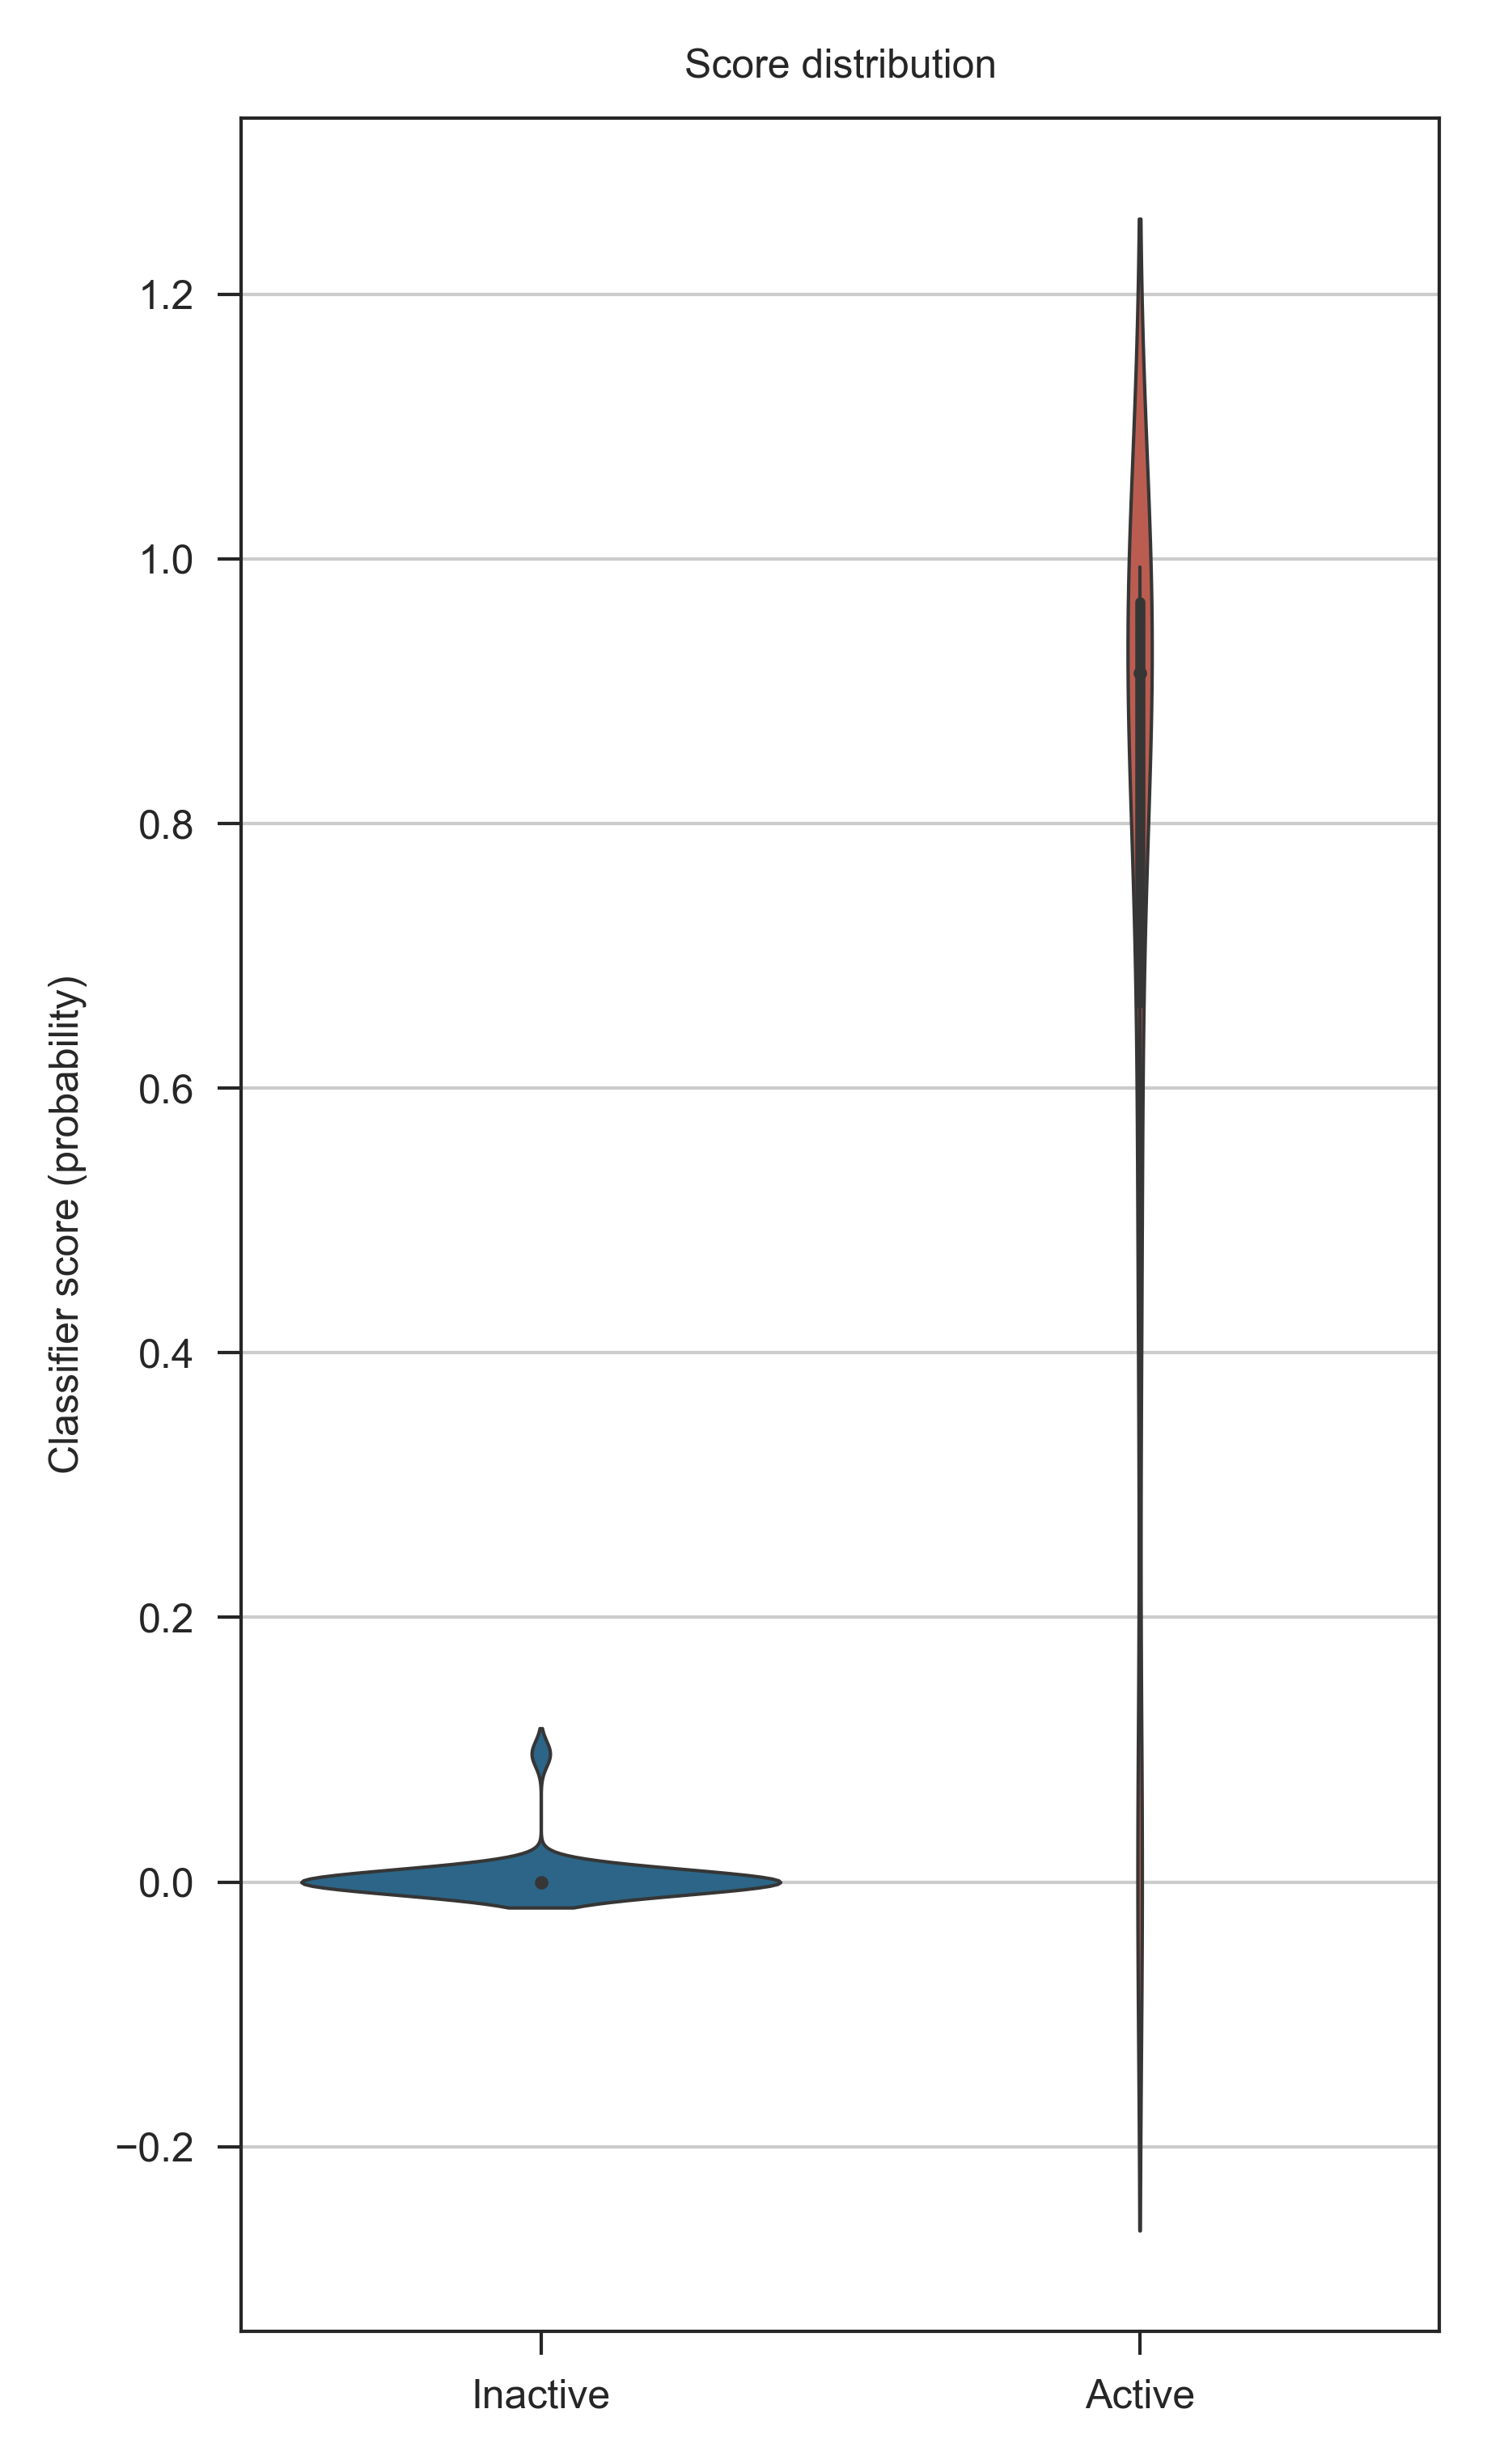 Score distribution
1.2
1.0
0.8
0.6
0.4
0.2
0.0
−0.2
Classifier score (probability)
Inactive
Active